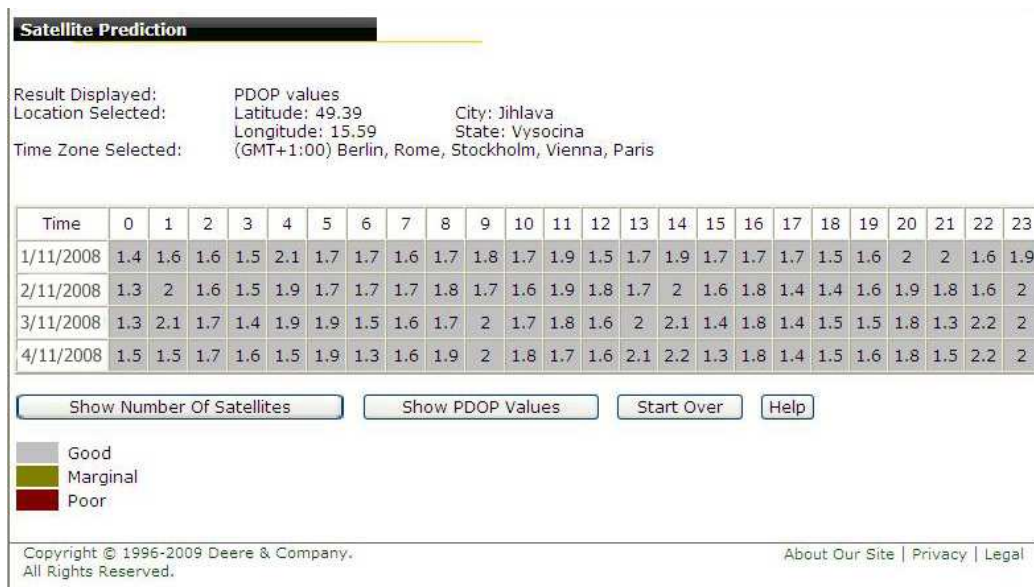 Satellite Prediction
Result Displayed: PDOP values
Location Selected: Latitude: 49.39 City: Jihlava
Longitude: 15.59 State: Vysocina
Time Zone Selected: (GMT+1:00) Berlin, Rome, Stockholm, Vienna, Paris
Time 0 1 2 3 4 5 6 7 8 9 10 11 12 13 14 15 16 17 18 19 20 21 22 23
1/11/2008 1.4 1.6 1.6 1.5 2.1 1.7 1.7 1.6 1.7 1.8 1.7 1.9 1.5 1.7 1.9 1.7 1.7 1.7 1.5 1.6 2 2 1.6 1.9
2/11/2008 1.3 2 1.6 1.5 1.9 1.7 1.7 1.7 1.8 1.7 1.6 1.9 1.8 1.7 2 1.6 1.8 1.4 1.4 1.6 1.9 1.8 1.6 2
3/11/2008 1.3 2.1 1.7 1.4 1.9 1.9 1.5 1.6 1.7 2 1.7 1.8 1.6 2 2.1 1.4 1.8 1.4 1.5 1.5 1.8 1.3 2.2 2
4/11/2008 1.5 1.5 1.7 1.6 1.5 1.9 1.3 1.6 1.9 2 1.8 1.7 1.6 2.1 2.2 1.3 1.8 1.4 1.5 1.6 1.8 1.5 2.2 2
Show Number Of Satellites Show PDOP Values Start Over Help
Good
Marginal
Poor
Copyright © 1996-2009 Deere & Company. About Our Site | Privacy | Legal
All Rights Reserved.